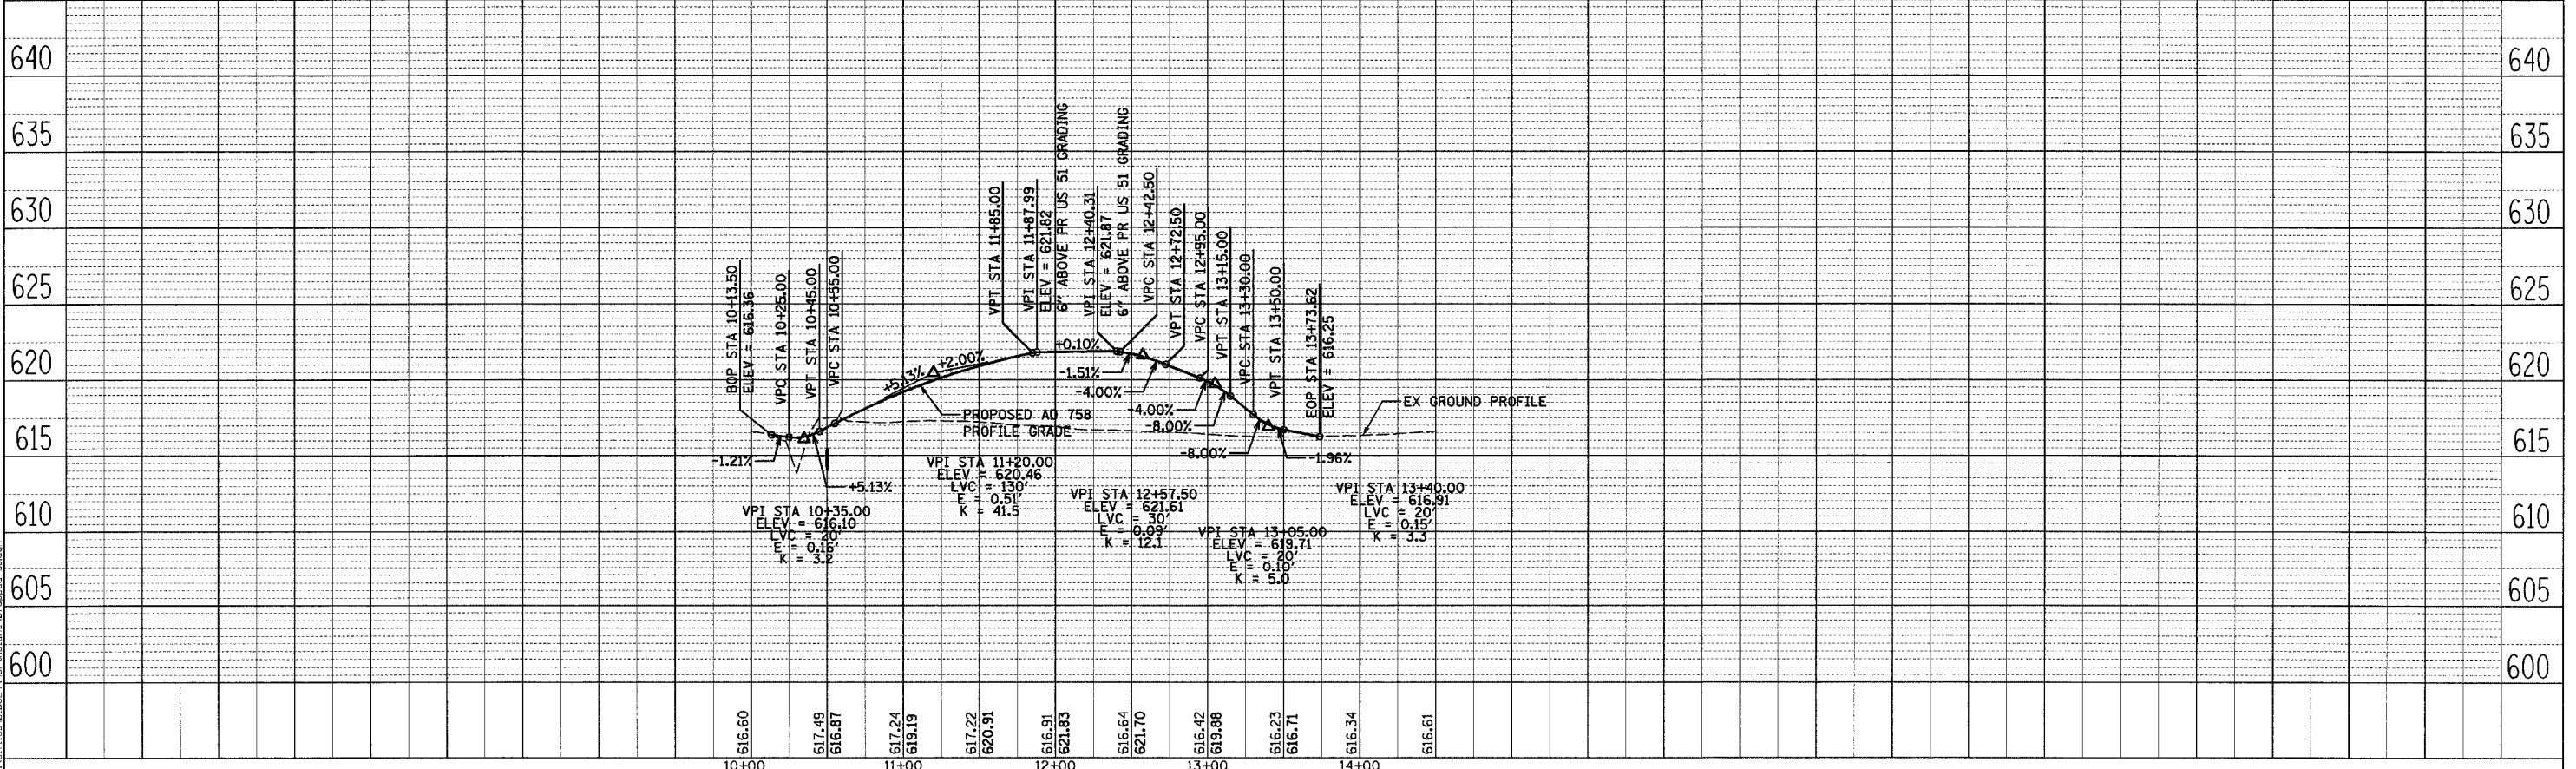 640
640
635
635
630
630
625
625
620
620
615
615
610
610
605
605
600
600
BOP STA 10+13.50
ELEV = 616.36
VPC STA 10+25.00
VPT STA 10+45.00
VPC STA 10+55.00
VPT STA 11+85.00
VPI STA 11+87.99
ELEV = 621.82
6" ABOVE PR US 51 GRADING
VPI STA 12+40.31
ELEV = 621.87
6" ABOVE PR US 51 GRADING
VPC STA 12+42.50
VPT STA 12+72.50
VPC STA 12+95.00
VPT STA 13+15.00
VPC STA 13+30.00
VPT STA 13+50.00
EOP STA 13+73.62
ELEV = 616.25
+5.13%
+2.00%
+0.10%
-1.51%
-4.00%
-4.00%
-8.00%
-8.00%
-1.96%
-1.21%
+5.13%
PROPOSED AD 758
PROFILE GRADE
EX GROUND PROFILE
VPI STA 10+35.00
ELEV = 616.10
LVC = 20'
E = 0.16'
K = 3.2
VPI STA 11+20.00
ELEV = 620.46
LVC = 130'
E = 0.51'
K = 41.5
VPI STA 12+57.50
ELEV = 621.61
LVC = 30'
E = 0.09'
K = 12.1
VPI STA 13+05.00
ELEV = 619.71
LVC = 20'
E = 0.10'
K = 5.0
VPI STA 13+40.00
ELEV = 616.91
LVC = 20'
E = 0.15'
K = 3.3
616.60
617.49
616.87
617.24
619.19
617.22
620.91
616.91
621.83
616.64
621.70
616.42
619.88
616.23
616.71
616.34
616.61
10+00
11+00
12+00
13+00
14+00